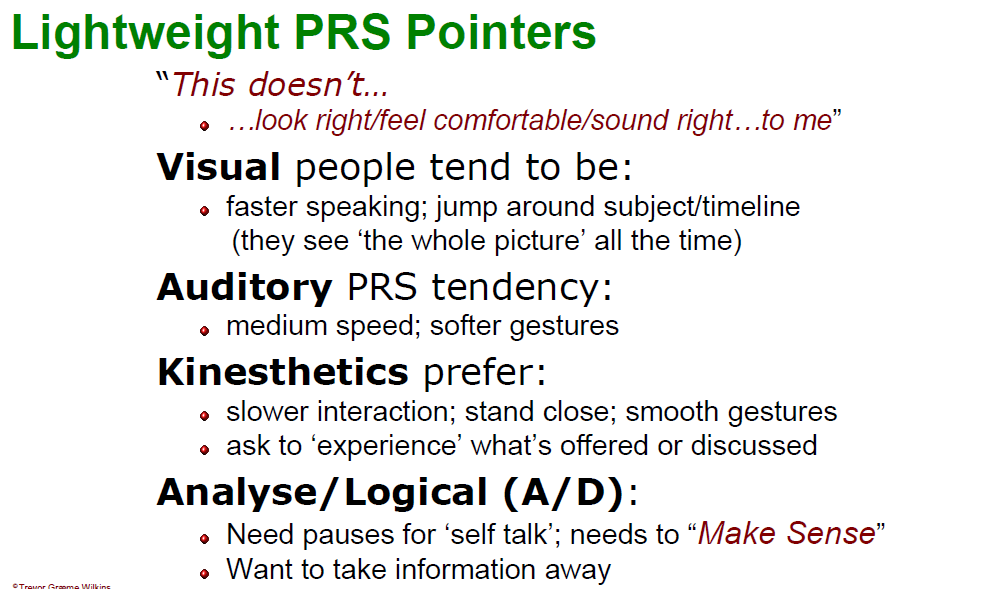 Lightweight PRS Pointers
“This doesn’t…
…look right/feel comfortable/sound right…to me”
Visual people tend to be:
faster speaking; jump around subject/timeline
(they see ‘the whole picture’ all the time)
Auditory PRS tendency:
medium speed; softer gestures
Kinesthetics prefer:
slower interaction; stand close; smooth gestures
ask to ‘experience’ what’s offered or discussed
Analyse/Logical (A/D):
Need pauses for ‘self talk’; needs to “Make Sense”
Want to take information away
©Trevor Græme Wilkins